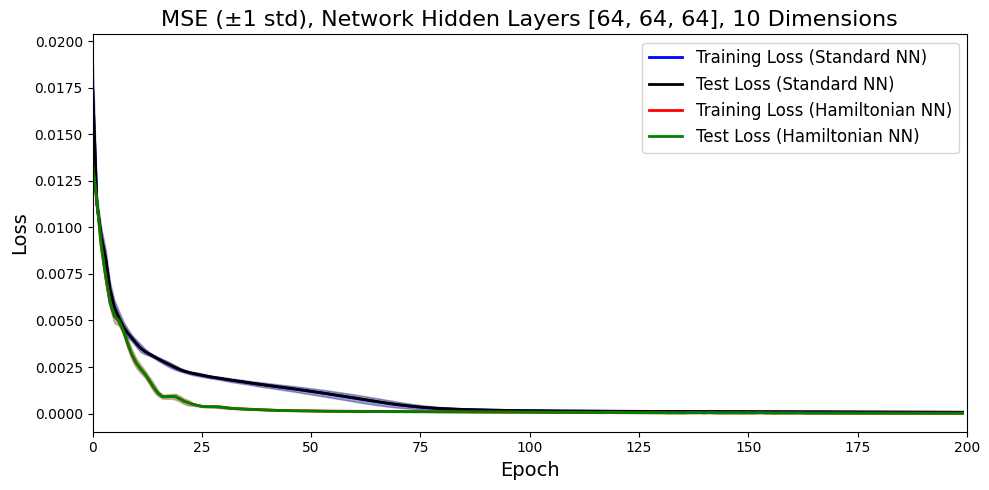 MSE (±1 std), Network Hidden Layers [64, 64, 64], 10 Dimensions
Loss
0.0200
0.0175
0.0150
0.0125
0.0100
0.0075
0.0050
0.0025
0.0000
Training Loss (Standard NN)
Test Loss (Standard NN)
Training Loss (Hamiltonian NN)
Test Loss (Hamiltonian NN)
0 25 50 75 100 125 150 175 200
Epoch